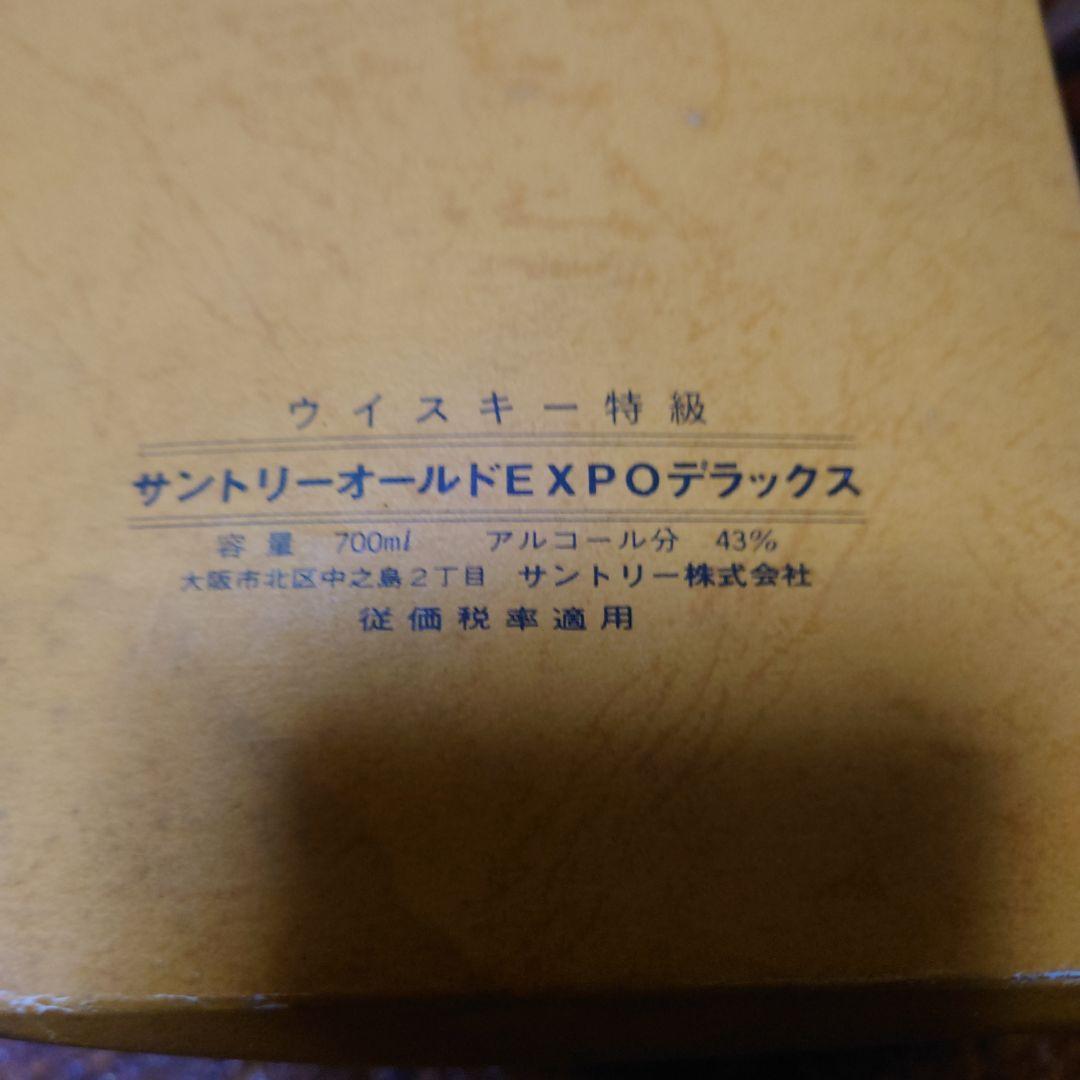 ウイスキー特級
サントリーオールドEXPOデラックス
容量 700ml アルコール分 43%
大阪市北区中之島2丁目 サントリー株式会社
従価税率適用